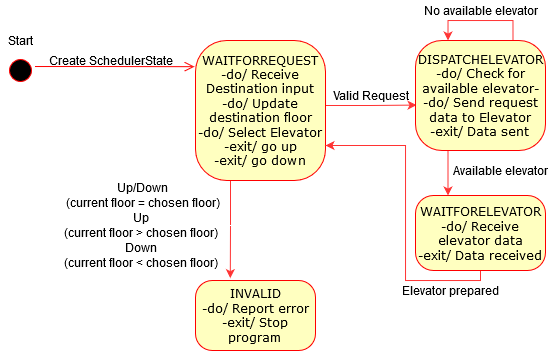 No available elevator
Start
Create SchedulerState
WAITFORREQUEST
-do/ Receive
Destination input
-do/ Update
destination floor
-do/ Select Elevator
-exit/ go up
-exit/ go down
Valid Request
DISPATCHELEVATOR
-do/ Check for
available elevator-
-do/ Send request
data to Elevator
-exit/ Data sent
Available elevator
WAITFORELEVATOR
-do/ Receive
elevator data
-exit/ Data received
Elevator prepared
Up/Down
(current floor = chosen floor)
Up
(current floor > chosen floor)
Down
(current floor < chosen floor)
INVALID
-do/ Report error
-exit/ Stop
program